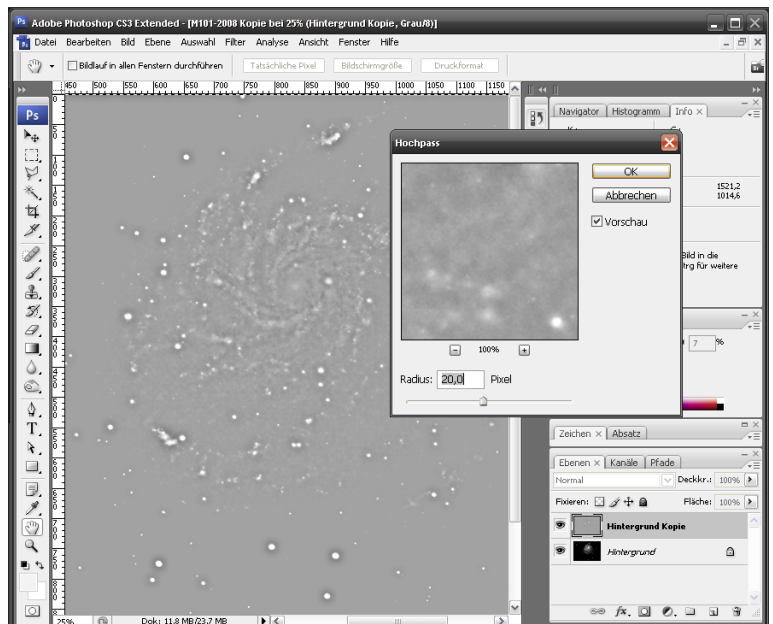 Adobe Photoshop CS3 Extended - [M101-2008 Kopie bei 25% (Hintergrund Kopie, Grau/8)]
Datei Bearbeiten Bild Ebene Auswahl Filter Analyse Ansicht Fenster Hilfe
Bildlauf in allen Fenstern durchführen Tatsächliche Pixel Bildschirmgröße Druckformat
450 500 550 600 650 700 750 800 850 900 950 1000 1050 1100 1150
Navigator Histogramm Info ×
Ps
Hochpass
OK
Abbrechen
Vorschau
1521,2
1014,6
Bild in die
Strg für weitere
7 %
100%
Radius: 20,0 Pixel
Zeichen × Absatz
Ebenen × Kanäle Pfade
Normal Deckkr.: 100%
Fixieren: Fläche: 100%
Hintergrund Kopie
Hintergrund
25% Dok: 11,8 MB/23,7 MB